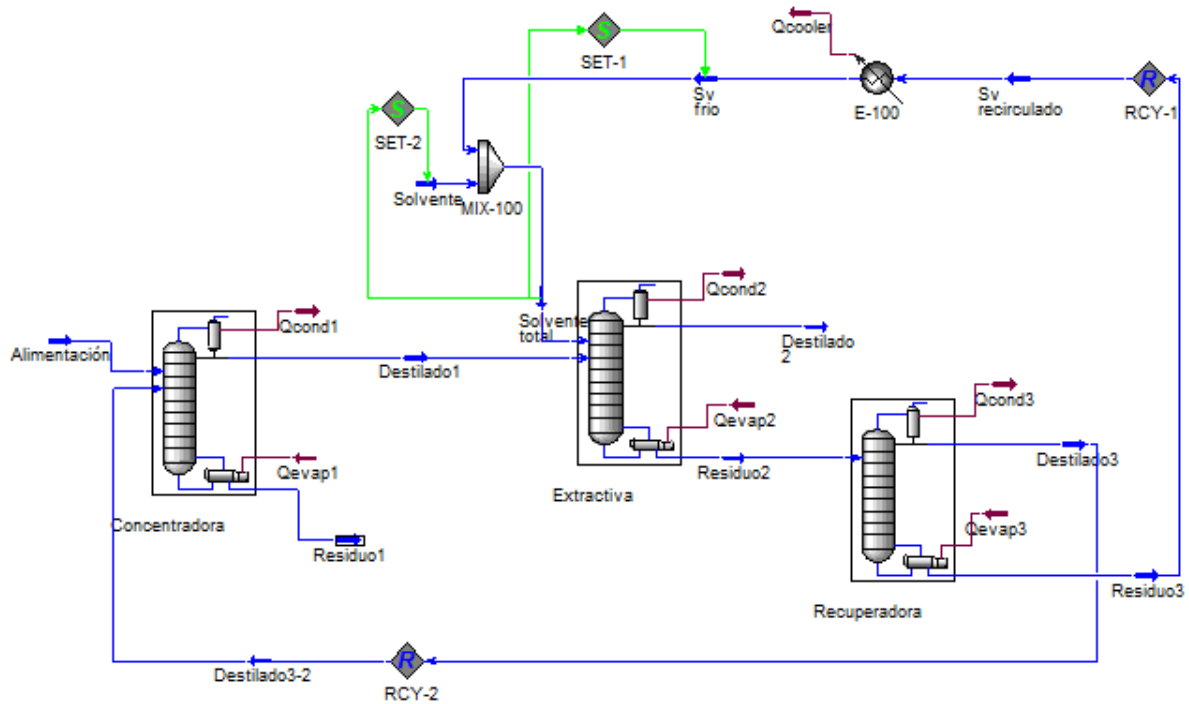 Qcooler
S
SET-1
Sv
frio
E-100
Sv
recirculado
R
RCY-1
S
SET-2
Solvente
MIX-100
Alimentación
Qcond1
Destilado1
Qevap1
Concentradora
Residuo1
Solvente
total
Qcond2
Destilado
2
Qevap2
Residuo2
Extractiva
Qcond3
Destilado3
Qevap3
Residuo3
Recuperadora
Destilado3-2
R
RCY-2